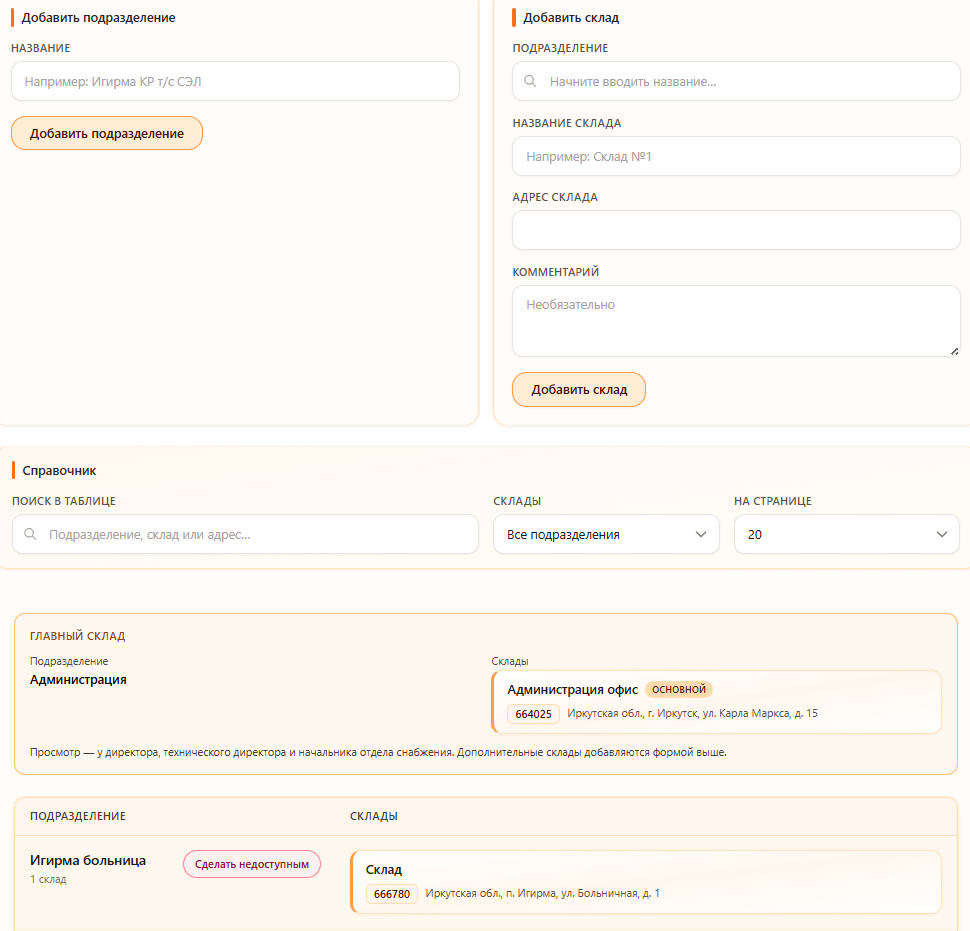 Добавить подразделение
НАЗВАНИЕ
Например: Игирма КР т/с СЭЛ
Добавить подразделение
Добавить склад
ПОДРАЗДЕЛЕНИЕ
Начните вводить название...
НАЗВАНИЕ СКЛАДА
Например: Склад №1
АДРЕС СКЛАДА
КОММЕНТАРИЙ
Необязательно
Добавить склад
Справочник
ПОИСК В ТАБЛИЦЕ
Подразделение, склад или адрес...
СКЛАДЫ
Все подразделения
НА СТРАНИЦЕ
20
ГЛАВНЫЙ СКЛАД
Подразделение
Администрация
Склады
Администрация офис ОСНОВНОЙ
664025 Иркутская обл., г. Иркутск, ул. Карла Маркса, д. 15
Просмотр — у директора, технического директора и начальника отдела снабжения. Дополнительные склады добавляются формой выше.
ПОДРАЗДЕЛЕНИЕ СКЛАДЫ
Игирма больница
1 склад
Сделать недоступным
Склад
666780 Иркутская обл., п. Игирма, ул. Больничная, д. 1